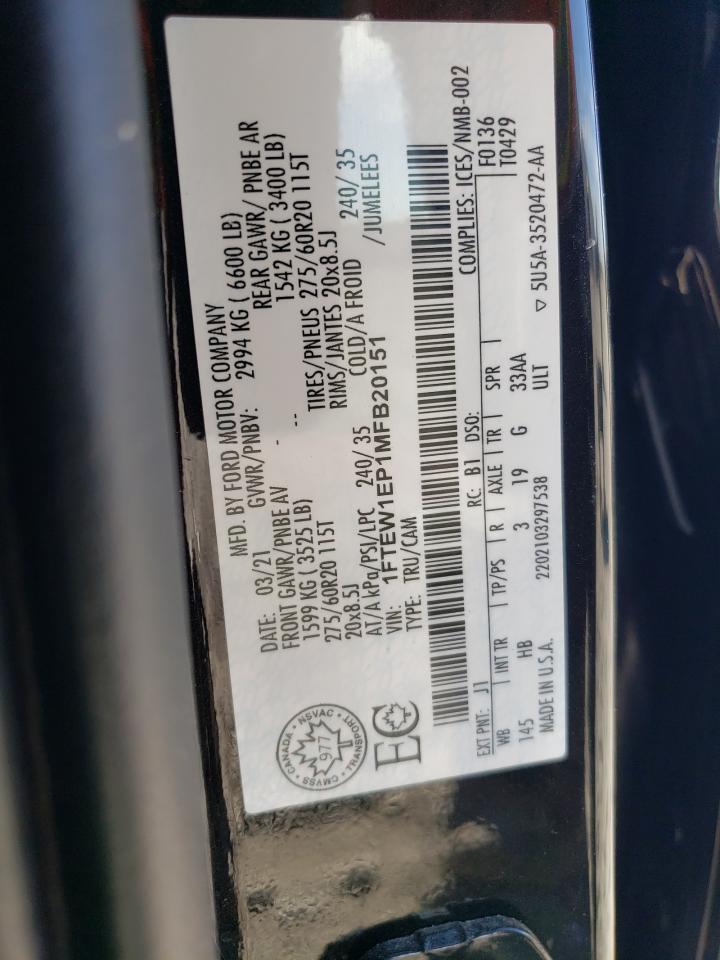 MFD. BY FORD MOTOR COMPANY
DATE: 03/21 GVWR/PNBV: 2994 KG ( 6600 LB)
FRONT GAWR/PNBE AV REAR GAWR/ PNBE AR
1599 KG ( 3525 LB) - 1542 KG ( 3400 LB)
275/60R20 115T -- TIRES/PNEUS 275/60R20 115T
20x8.5J RIMS/JANTES 20x8.5J
AT/A kPa/PSI/LPC 240/ 35 COLD/A FROID 240/ 35
VIN: 1FTEW1EP1MFB20151 /JUMELEES
TYPE: TRU/CAM
COMPLIES: ICES/NMB-002
EXT PNT: J1 RC: B1 DSO: F0136
T0429
WB INT TR TP/PS R AXLE TR SPR
145 HB 3 19 G 33AA
ULT
MADE IN U.S.A. 2202103297538 5U5A-3520472-AA
CANADA • NSVAC • TRANSPORT • CMVSS
977
EC